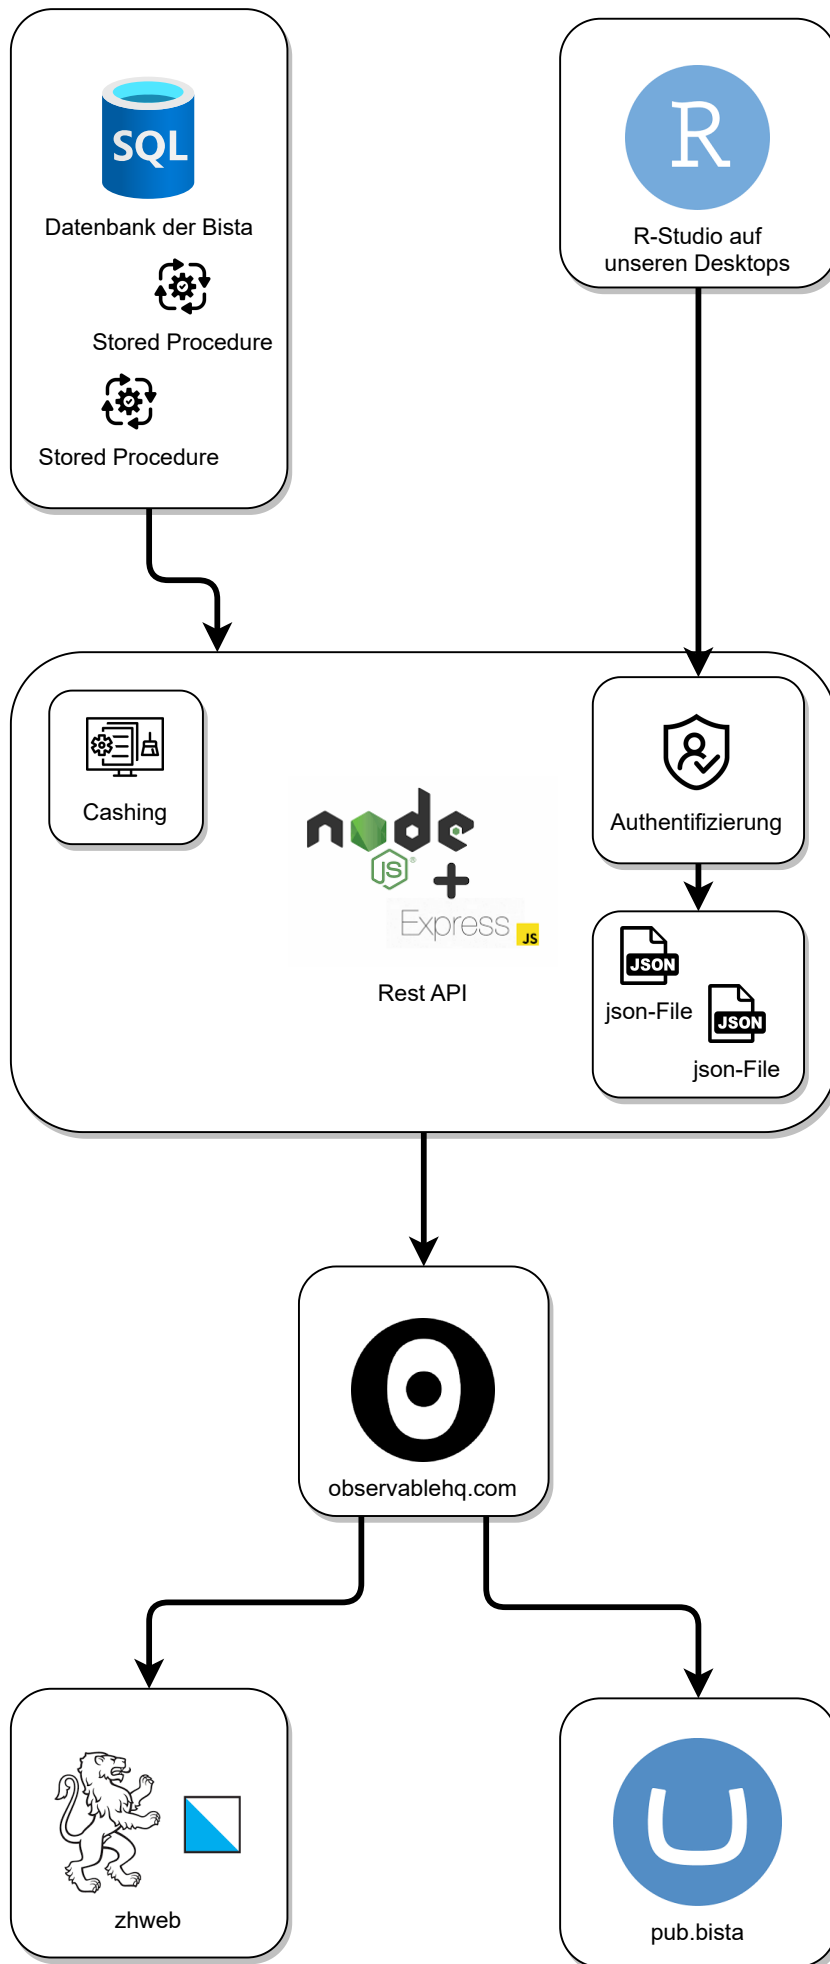 SQL
Datenbank der Bista
Stored Procedure
Stored Procedure
R
R-Studio auf
unseren Desktops
Cashing
node
JS
+
Express JS
Rest API
Authentifizierung
JSON
json-File
JSON
json-File
observablehq.com
zhweb
pub.bista